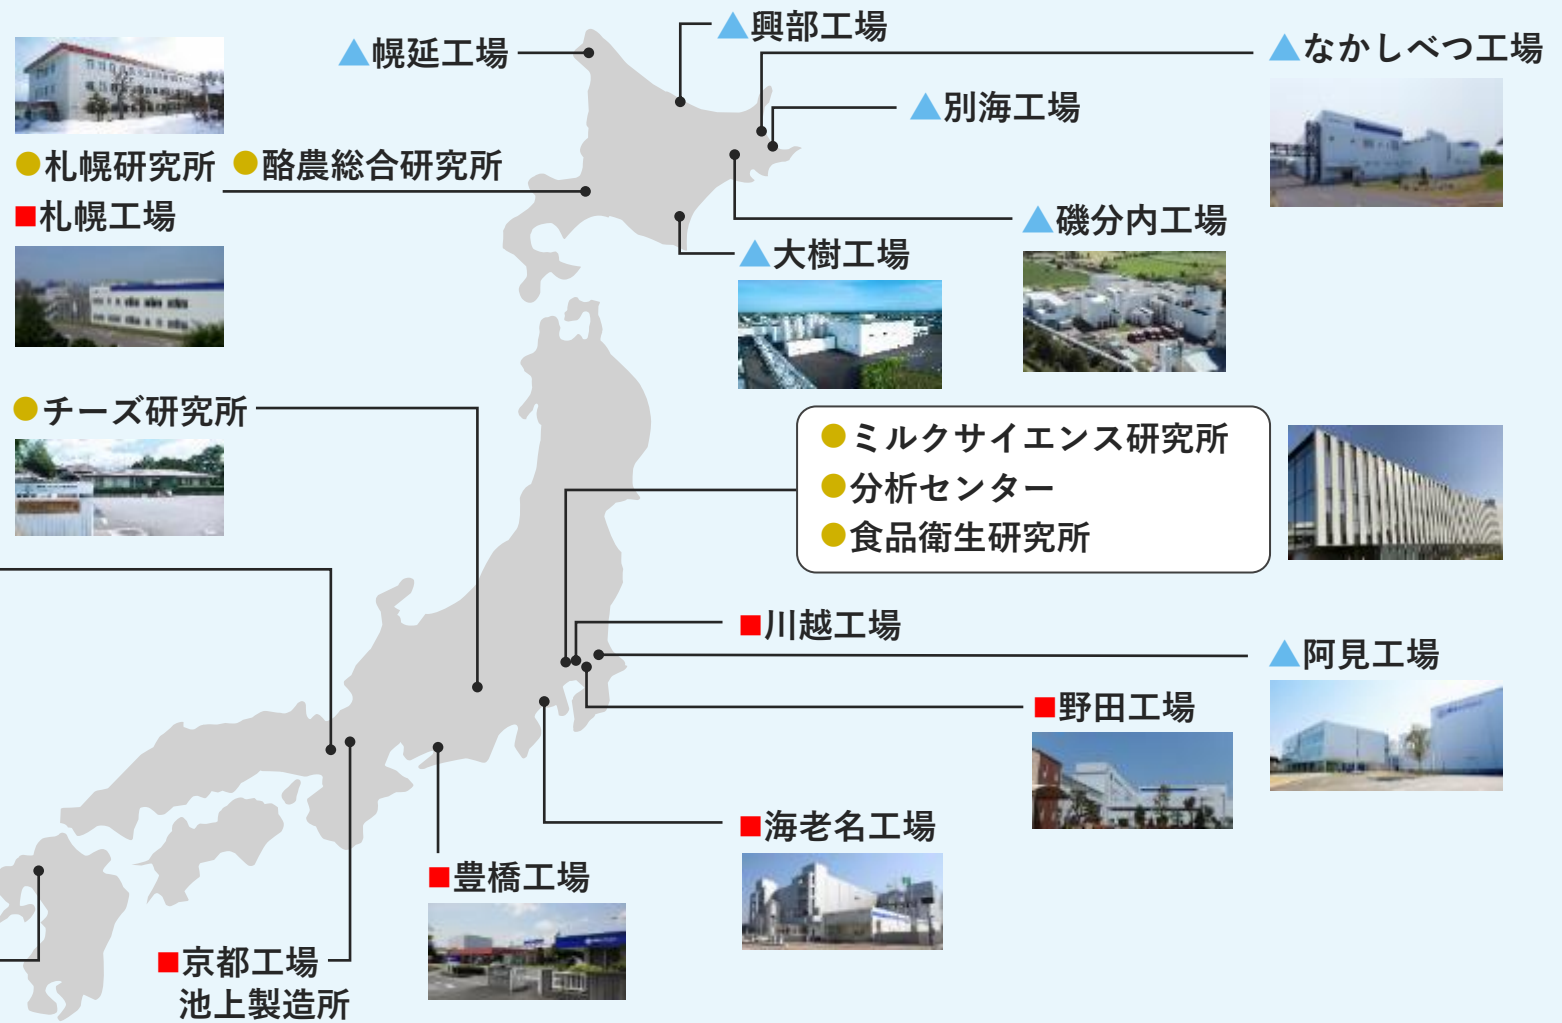 ▲幌延工場
▲興部工場
▲なかしべつ工場
▲別海工場
●札幌研究所 ●酪農総合研究所
■札幌工場
▲磯分内工場
▲大樹工場
●チーズ研究所
●ミルクサイエンス研究所
●分析センター
●食品衛生研究所
■川越工場
▲阿見工場
■野田工場
■海老名工場
■豊橋工場
■京都工場
池上製造所